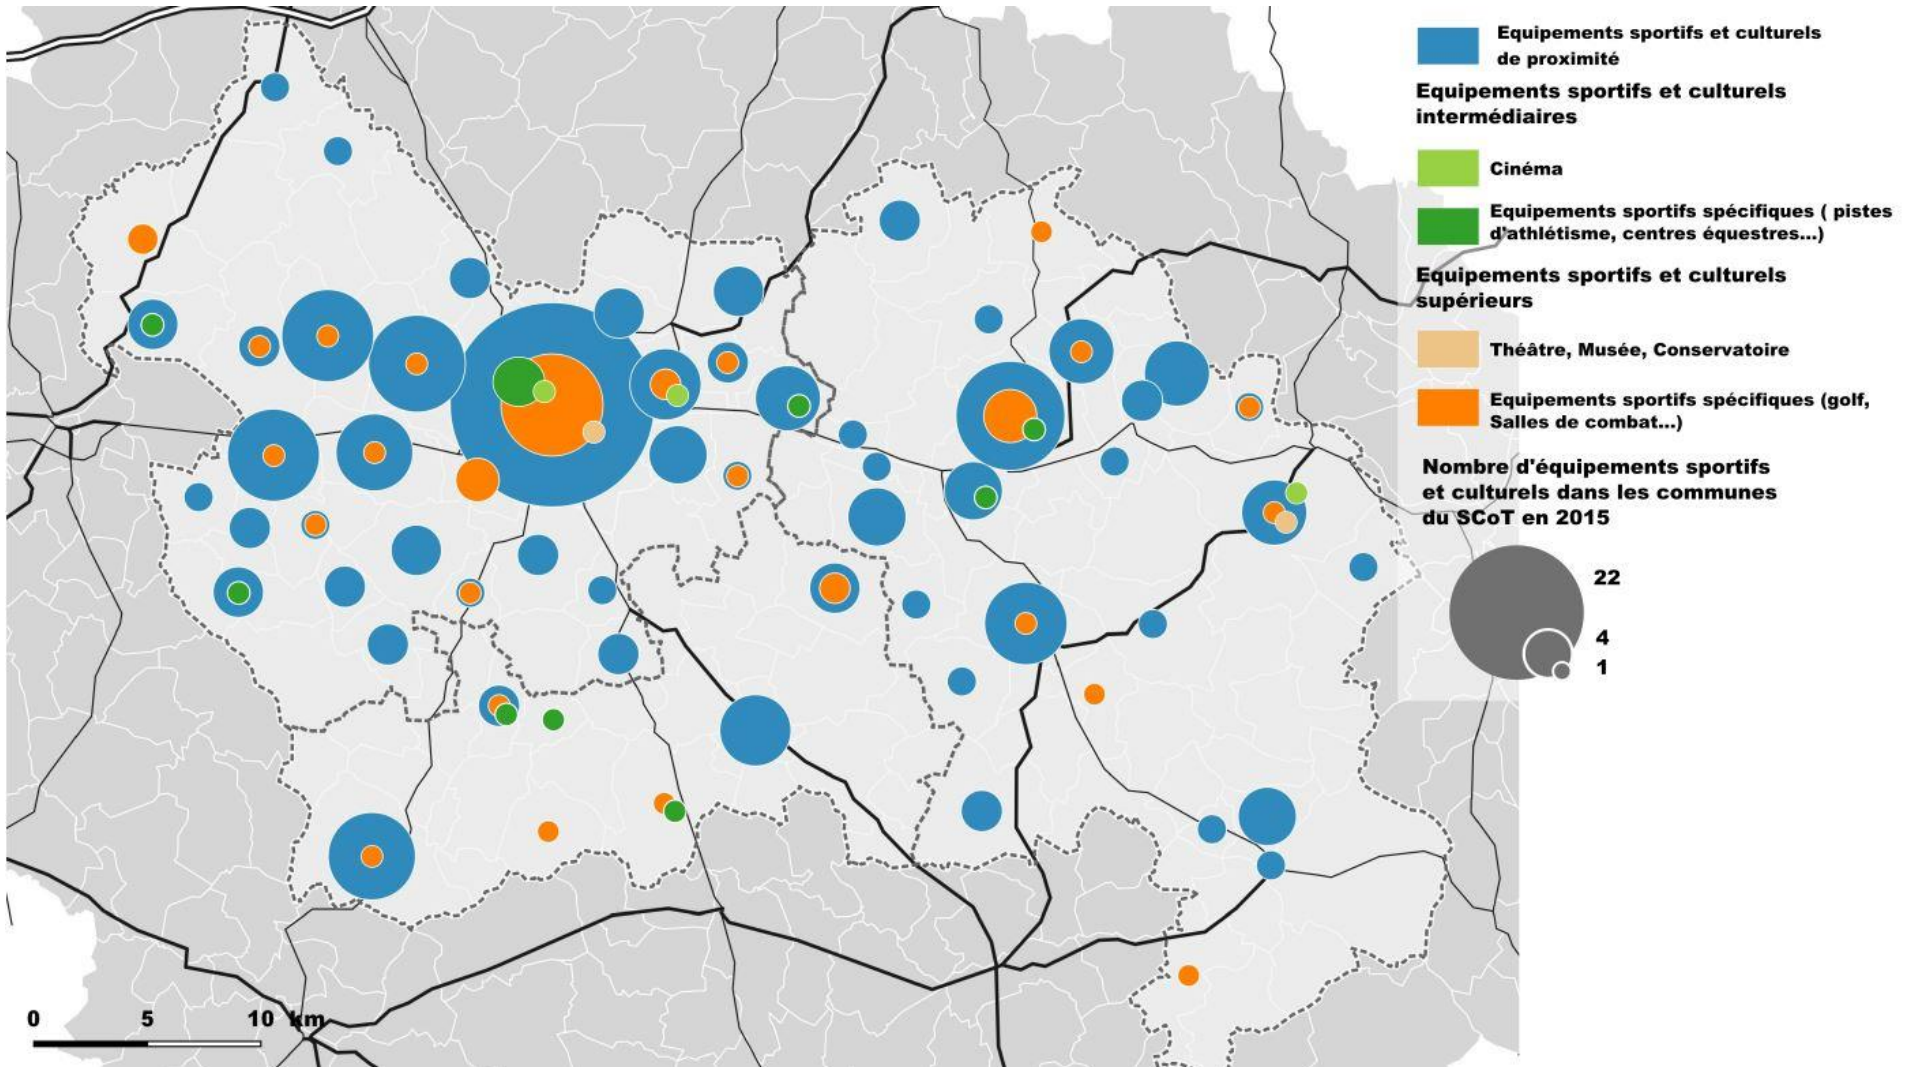 Equipements sportifs et culturels
de proximité
Equipements sportifs et culturels
intermédiaires
Cinéma
Equipements sportifs spécifiques ( pistes
d'athlétisme, centres équestres...)
Equipements sportifs et culturels
supérieurs
Théâtre, Musée, Conservatoire
Equipements sportifs spécifiques (golf,
Salles de combat...)
Nombre d'équipements sportifs
et culturels dans les communes
du SCoT en 2015
22
4
1
0 5 10 km